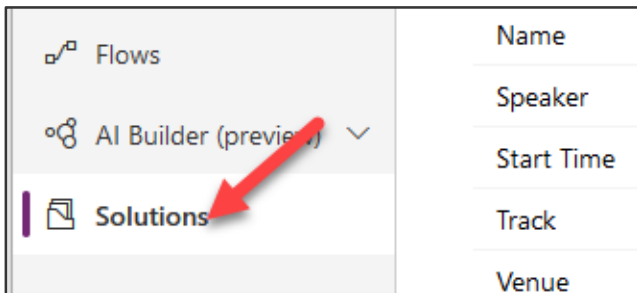 Flows
AI Builder (preview)
Solutions
Name
Speaker
Start Time
Track
Venue